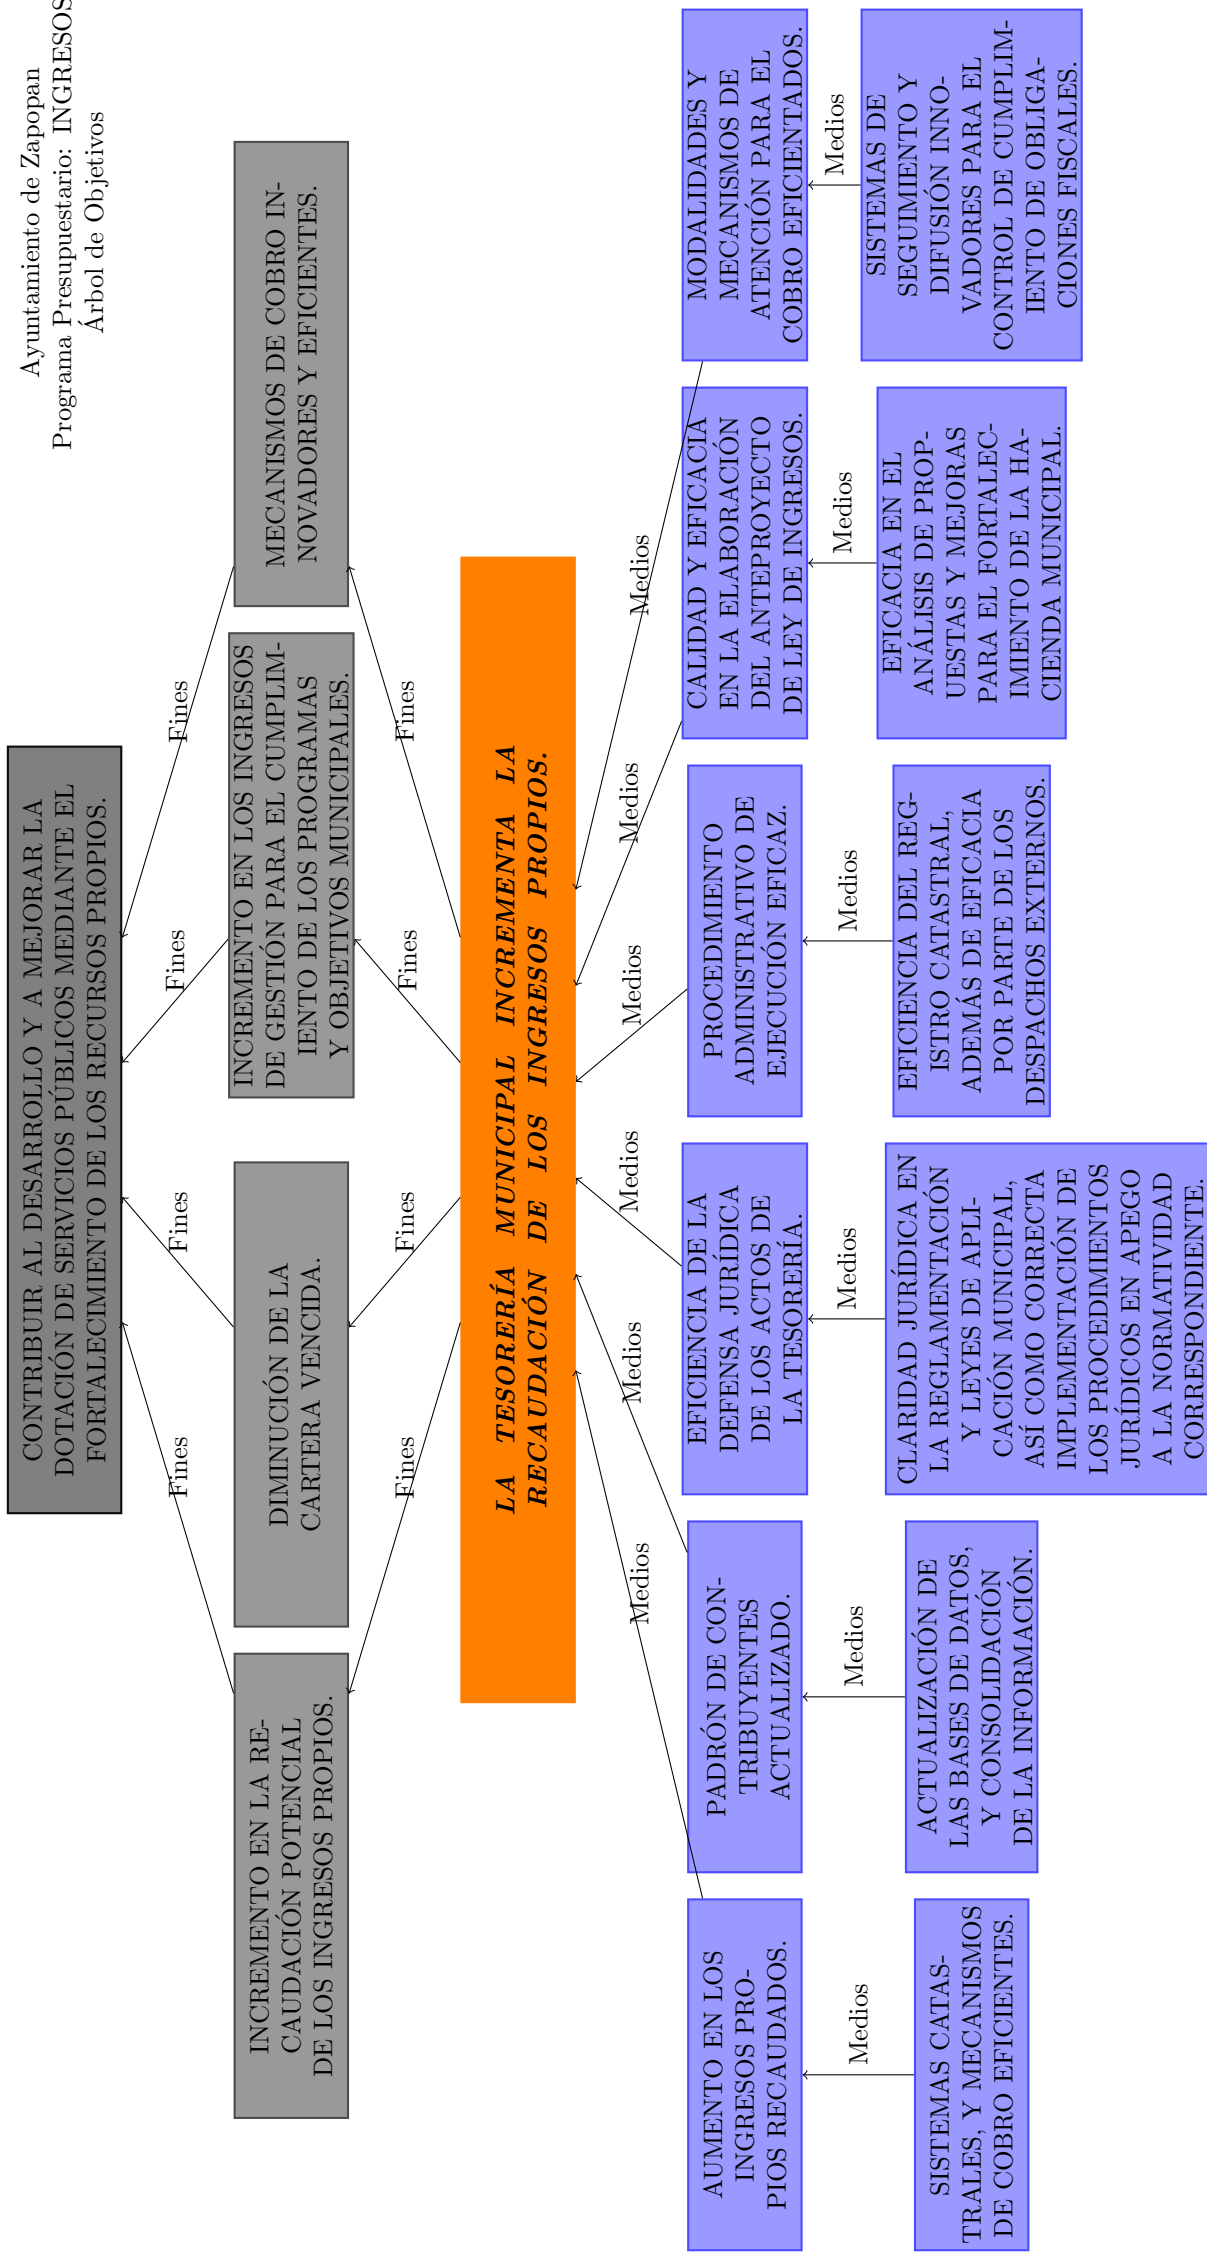 Ayuntamiento de Zapopan
Programa Presupuestario: INGRESOS
Árbol de Objetivos
CONTRIBUIR AL DESARROLLO Y A MEJORAR LA
DOTACIÓN DE SERVICIOS PÚBLICOS MEDIANTE EL
FORTALECIMIENTO DE LOS RECURSOS PROPIOS.
Fines
Fines
Fines
Fines
INCREMENTO EN LA RE-
CAUDACIÓN POTENCIAL
DE LOS INGRESOS PROPIOS.
DIMINUCIÓN DE LA
CARTERA VENCIDA.
INCREMENTO EN LOS INGRESOS
DE GESTIÓN PARA EL CUMPLIM-
IENTO DE LOS PROGRAMAS
Y OBJETIVOS MUNICIPALES.
MECANISMOS DE COBRO IN-
NOVADORES Y EFICIENTES.
Fines
Fines
Fines
Fines
LA TESORERÍA MUNICIPAL INCREMENTA LA
RECAUDACIÓN DE LOS INGRESOS PROPIOS.
Medios
Medios
Medios
Medios
Medios
Medios
AUMENTO EN LOS
INGRESOS PRO-
PIOS RECAUDADOS.
PADRÓN DE CON-
TRIBUYENTES
ACTUALIZADO.
EFICIENCIA DE LA
DEFENSA JURÍDICA
DE LOS ACTOS DE
LA TESORERÍA.
PROCEDIMIENTO
ADMINISTRATIVO DE
EJECUCIÓN EFICAZ.
CALIDAD Y EFICACIA
EN LA ELABORACIÓN
DEL ANTEPROYECTO
DE LEY DE INGRESOS.
MODALIDADES Y
MECANISMOS DE
ATENCIÓN PARA EL
COBRO EFICIENTADOS.
Medios
Medios
Medios
Medios
Medios
Medios
SISTEMAS CATAS-
TRALES, Y MECANISMOS
DE COBRO EFICIENTES.
ACTUALIZACIÓN DE
LAS BASES DE DATOS,
Y CONSOLIDACIÓN
DE LA INFORMACIÓN.
CLARIDAD JURÍDICA EN
LA REGLAMENTACIÓN
Y LEYES DE APLI-
CACIÓN MUNICIPAL,
ASÍ COMO CORRECTA
IMPLEMENTACIÓN DE
LOS PROCEDIMIENTOS
JURÍDICOS EN APEGO
A LA NORMATIVIDAD
CORRESPONDIENTE.
EFICIENCIA DEL REG-
ISTRO CATASTRAL,
ADEMÁS DE EFICACIA
POR PARTE DE LOS
DESPACHOS EXTERNOS.
EFICACIA EN EL
ANÁLISIS DE PROP-
UESTAS Y MEJORAS
PARA EL FORTALEC-
IMIENTO DE LA HA-
CIENDA MUNICIPAL.
SISTEMAS DE
SEGUIMIENTO Y
DIFUSIÓN INNO-
VADORES PARA EL
CONTROL DE CUMPLIM-
IENTO DE OBLIGA-
CIONES FISCALES.